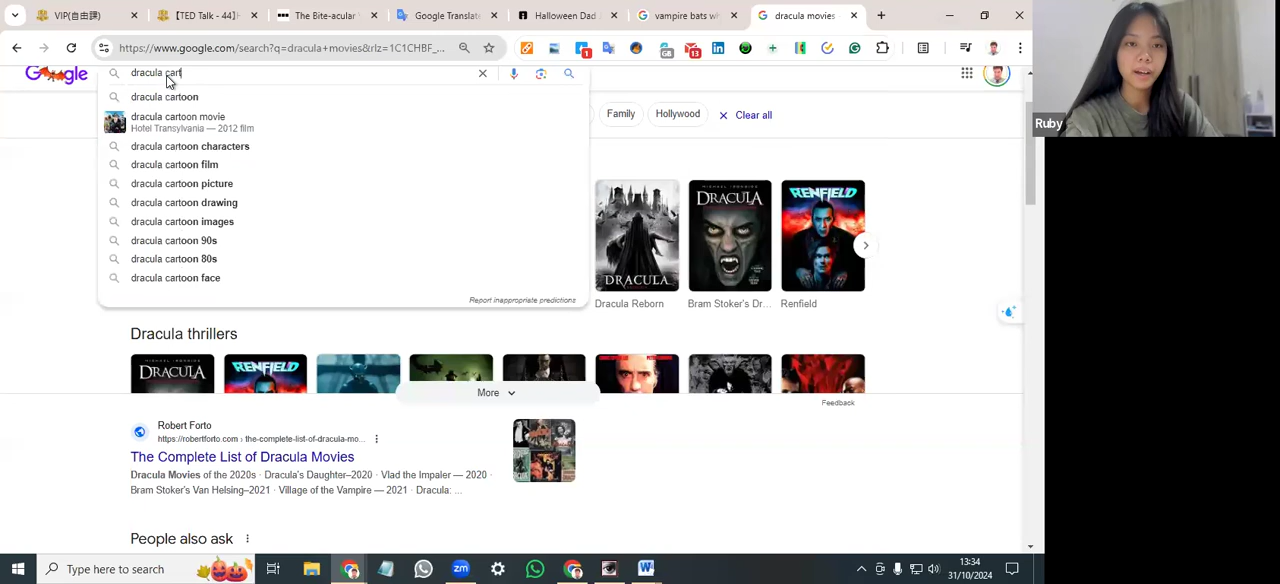 VIP(自由課)
【TED Talk - 44】
The Bite-acular V
Google Translate
Halloween Dad
vampire bats w
dracula movies
https://www.google.com/search?q=dracula+movies&rlz=1C1CHBF_...
1
GB
13
Google
dracula cart
dracula cartoon
dracula cartoon movie
Hotel Transylvania — 2012 film
dracula cartoon characters
dracula cartoon film
dracula cartoon picture
dracula cartoon drawing
dracula cartoon images
dracula cartoon 90s
dracula cartoon 80s
dracula cartoon face
Report inappropriate predictions
Family
Hollywood
Clear all
DRACULA
DRACULA
RENFIELD
Dracula Reborn
Bram Stoker's Dr...
Renfield
Dracula thrillers
DRACULA
RENFIELD
More
Feedback
Robert Forto
https://robertforto.com › the-complete-list-of-dracula-mo...
The Complete List of Dracula Movies
Dracula Movies of the 2020s · Dracula's Daughter–2020 · Vlad the Impaler — 2020 ·
Bram Stoker's Van Helsing–2021 · Village of the Vampire — 2021 · Dracula: ...
People also ask
Ruby
Type here to search
zm
13:34
31/10/2024